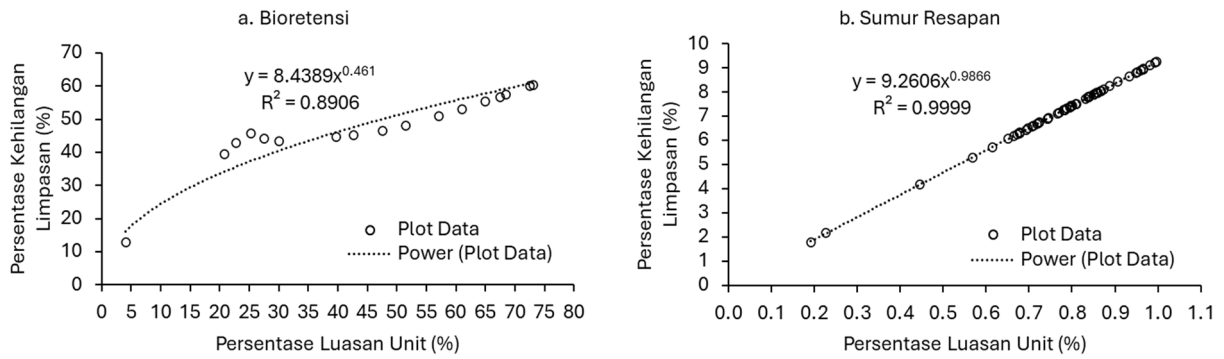 a. Bioretensi
Persentase Kehilangan
Limpasan (%)
70
60
50
40
30
20
10
0
y = 8.4389x^0.461
R² = 0.8906
Plot Data
Power (Plot Data)
0 5 10 15 20 25 30 35 40 45 50 55 60 65 70 75 80
Persentase Luasan Unit (%)
b. Sumur Resapan
Persentase Kehilangan
Limpasan (%)
10
9
8
7
6
5
4
3
2
1
0
y = 9.2606x^0.9866
R² = 0.9999
Plot Data
Power (Plot Data)
0.0 0.1 0.2 0.3 0.4 0.5 0.6 0.7 0.8 0.9 1.0 1.1
Persentase Luasan Unit (%)